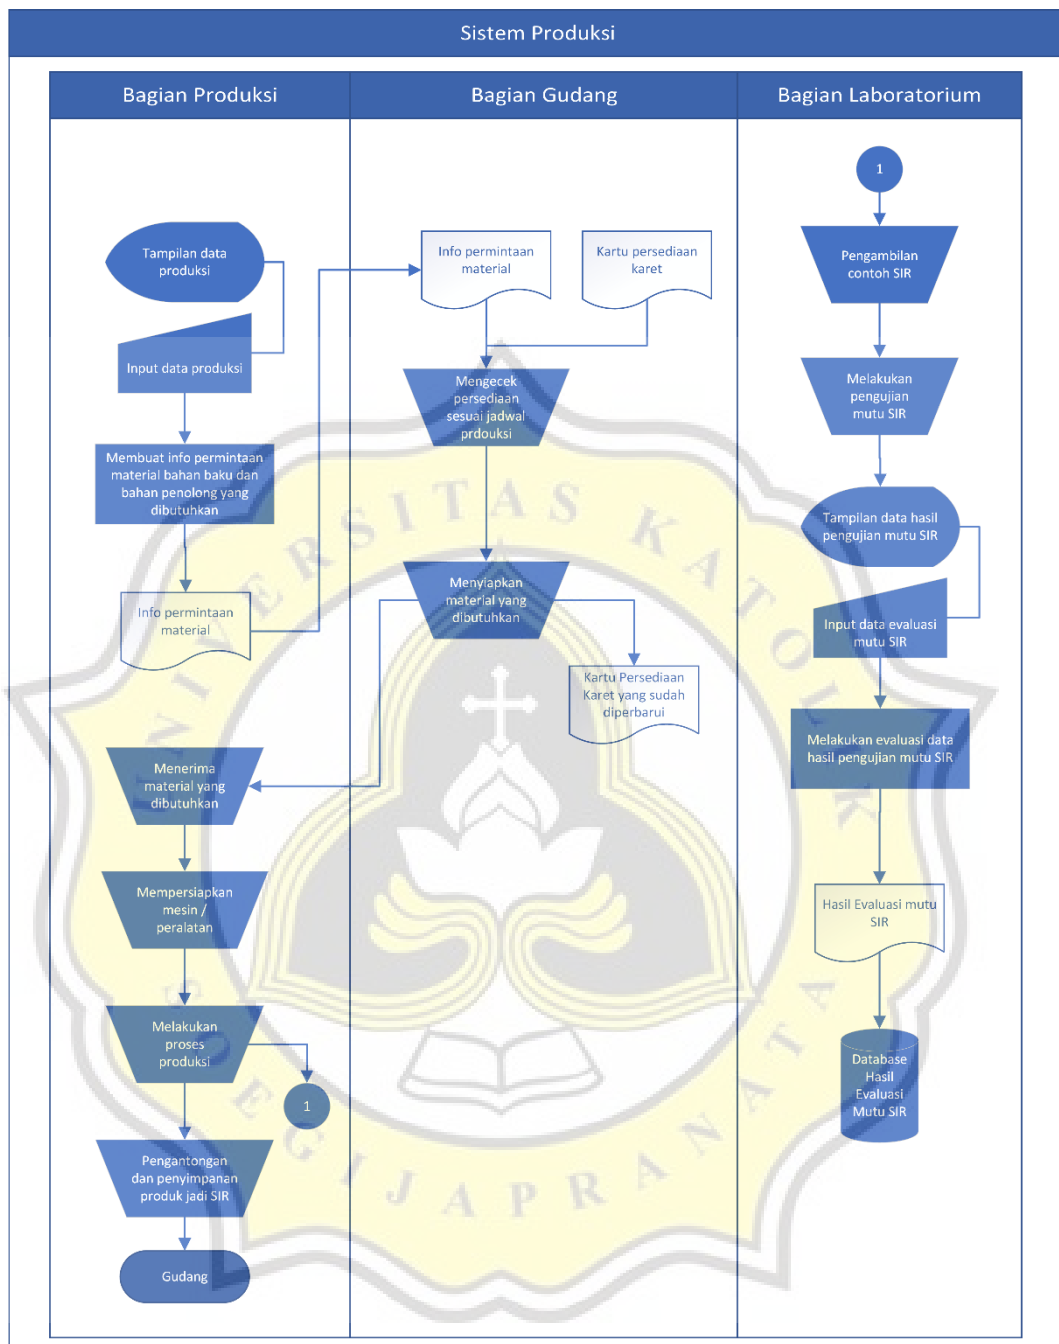 Sistem Produksi
Bagian Produksi
Bagian Gudang
Bagian Laboratorium
Tampilan data
produksi
Input data produksi
Membuat info permintaan
material bahan baku dan
bahan penolong yang
dibutuhkan
Info permintaan
material
Menerima
material yang
dibutuhkan
Mempersiapkan
mesin /
peralatan
Melakukan
proses
produksi
1
Pengantongan
dan penyimpanan
produk jadi SIR
Gudang
Info permintaan
material
Kartu persediaan
karet
Mengecek
persediaan
sesuai jadwal
prdouksi
Menyiapkan
material yang
dibutuhkan
Kartu Persediaan
Karet yang sudah
diperbarui
1
Pengambilan
contoh SIR
Melakukan
pengujian
mutu SIR
Tampilan data hasil
pengujian mutu SIR
Input data evaluasi
mutu SIR
Melakukan evaluasi data
hasil pengujian mutu SIR
Hasil Evaluasi mutu
SIR
Database
Hasil
Evaluasi
Mutu SIR
UNIVERSITAS KATOLIK
SOEGIJAPRANATA